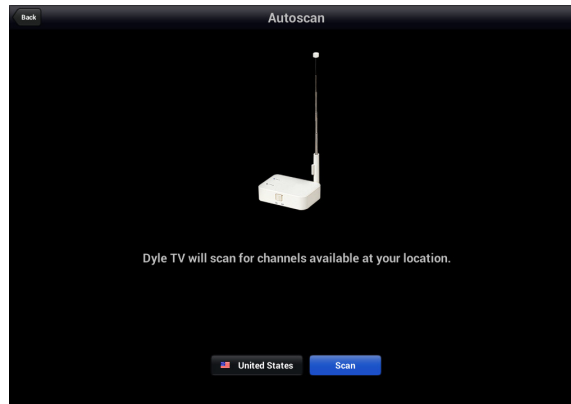 Back
Autoscan
Dyle TV will scan for channels available at your location.
United States
Scan